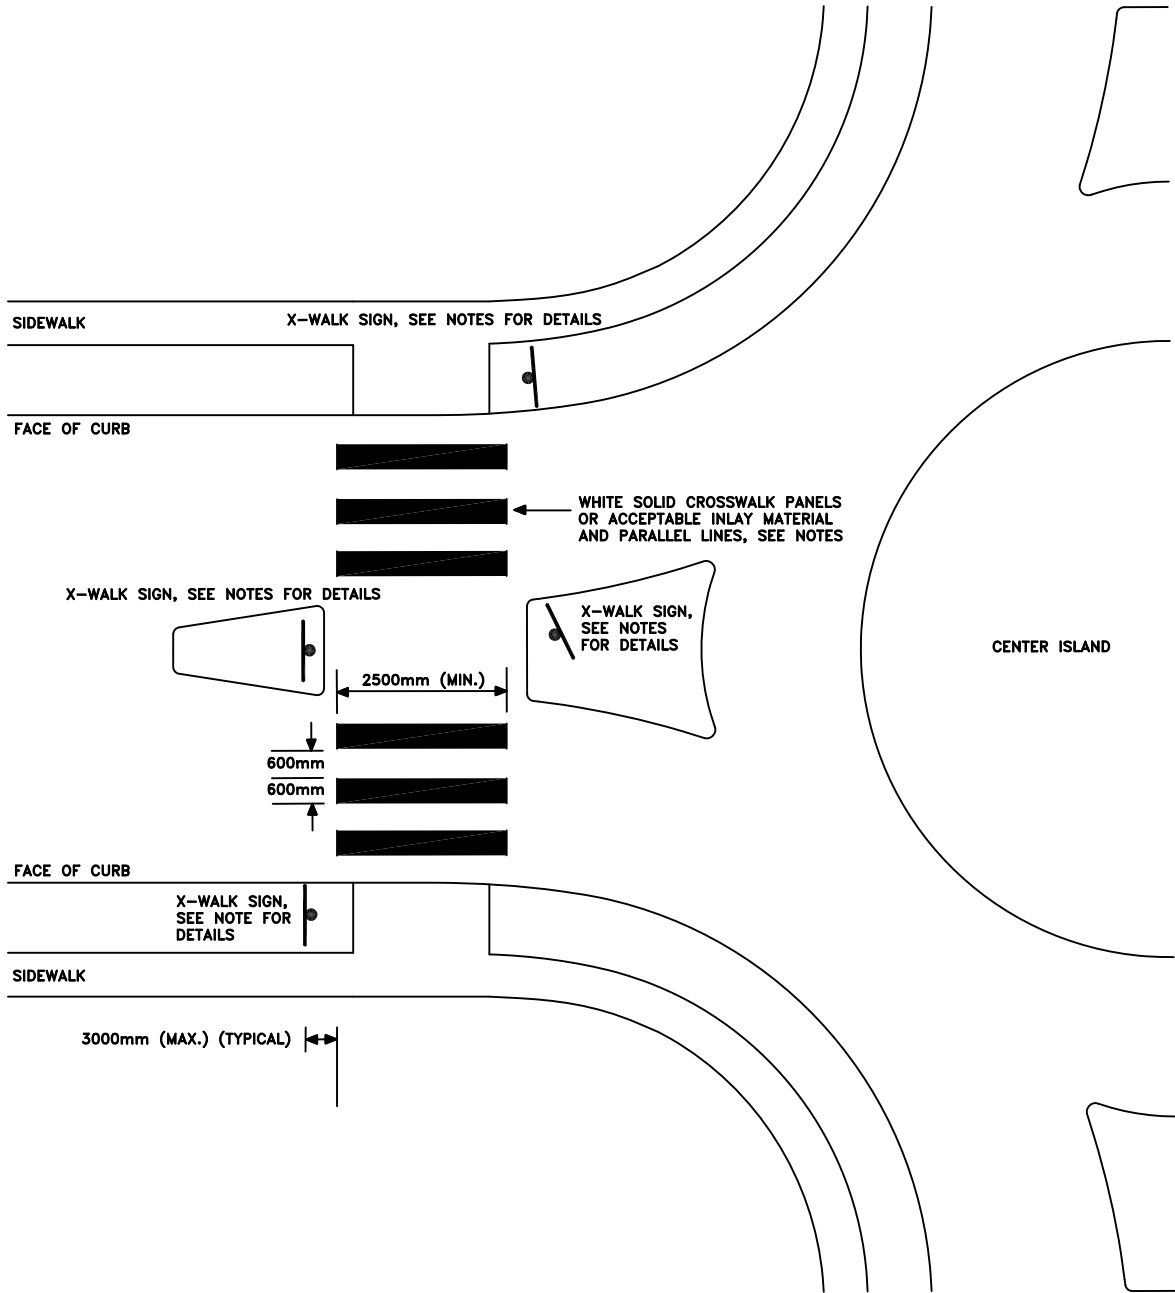 SIDEWALK
X-WALK SIGN, SEE NOTES FOR DETAILS
FACE OF CURB
WHITE SOLID CROSSWALK PANELS
OR ACCEPTABLE INLAY MATERIAL
AND PARALLEL LINES, SEE NOTES
X-WALK SIGN, SEE NOTES FOR DETAILS
X-WALK SIGN,
SEE NOTES
FOR DETAILS
CENTER ISLAND
2500mm (MIN.)
600mm
600mm
FACE OF CURB
X-WALK SIGN,
SEE NOTE FOR
DETAILS
SIDEWALK
3000mm (MAX.) (TYPICAL)